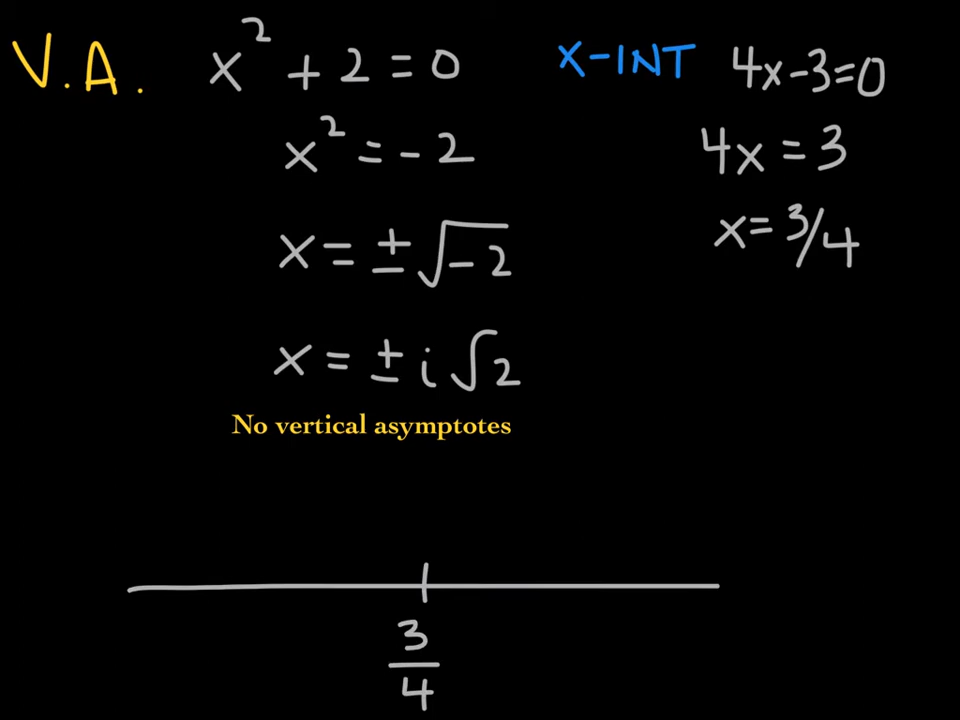 V.A. x² + 2 = 0
x² = -2
x = ± √-2
x = ± i √2
No vertical asymptotes
x-INT 4x-3=0
4x = 3
x = 3/4
3/4